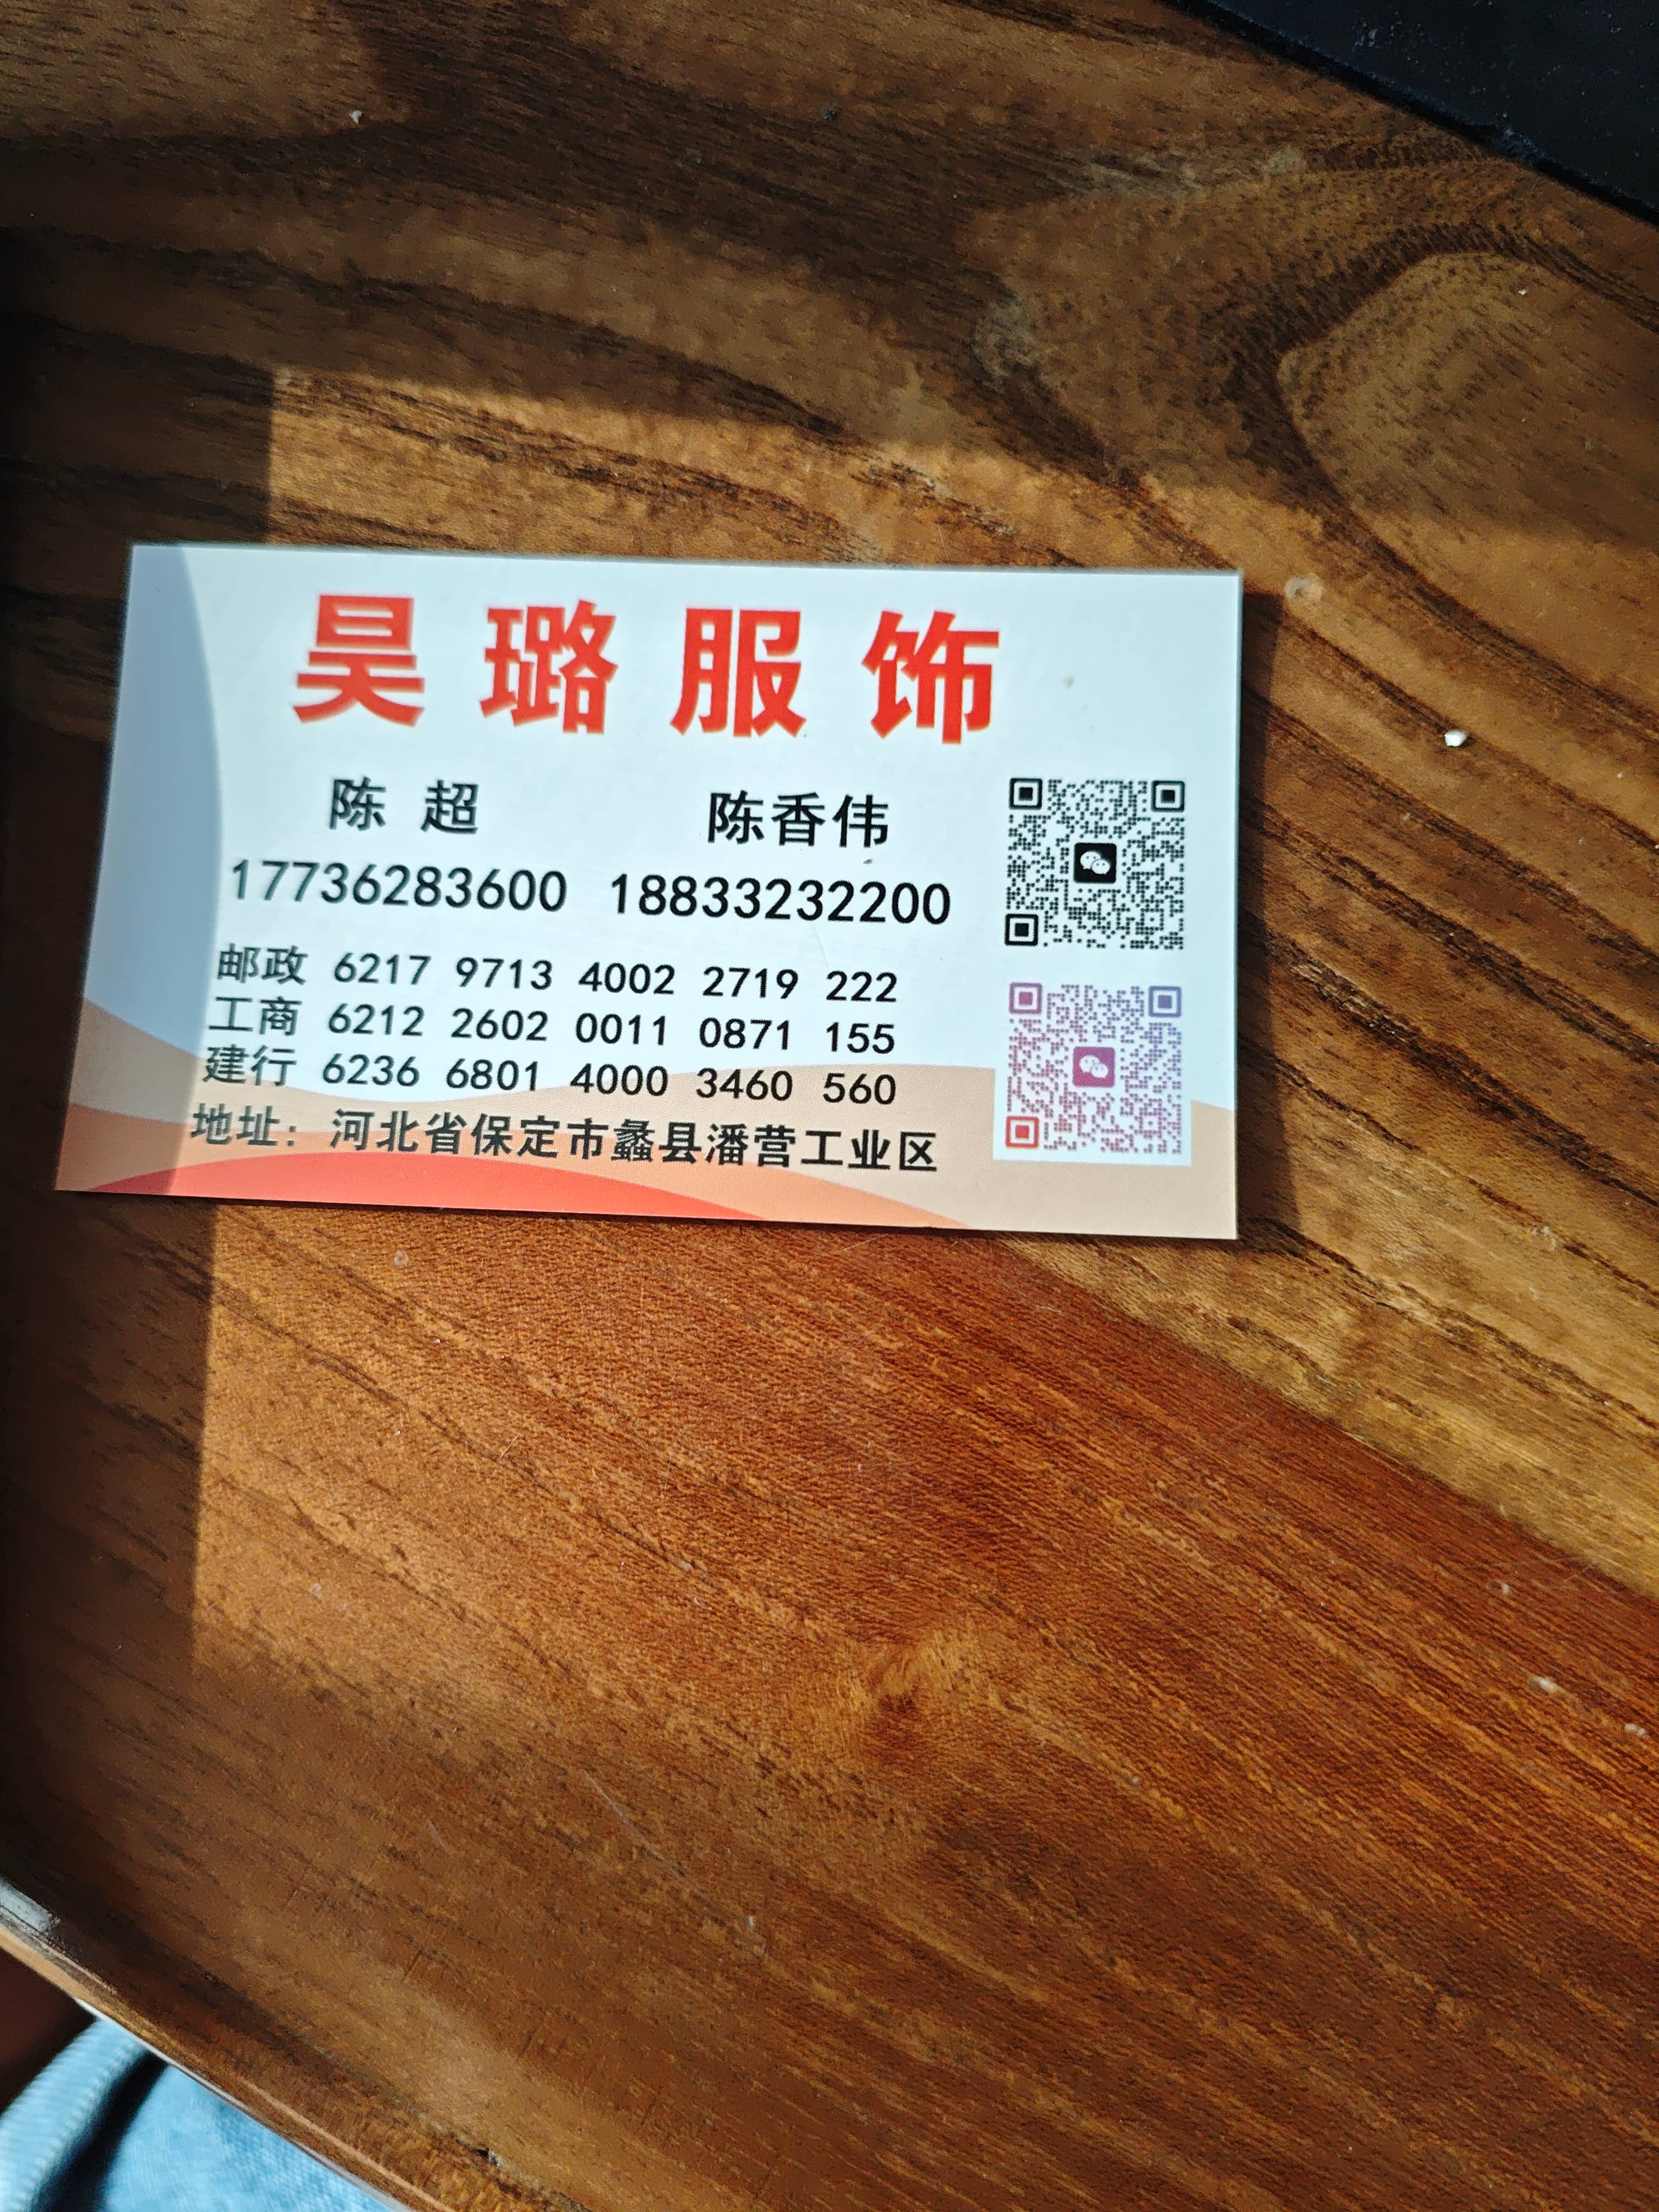 昊璐服饰
陈超 陈香伟
17736283600 18833232200
邮政 6217 9713 4002 2719 222
工商 6212 2602 0011 0871 155
建行 6236 6801 4000 3460 560
地址：河北省保定市蠡县潘营工业区